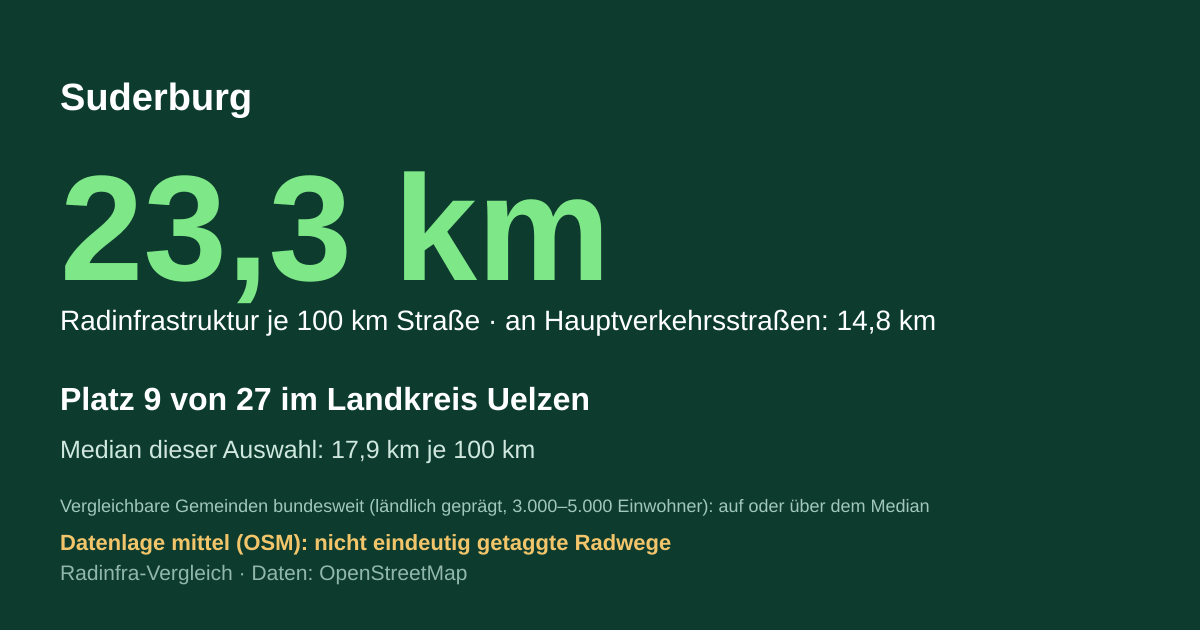 Suderburg
23,3 km
Radinfrastruktur je 100 km Straße · an Hauptverkehrsstraßen: 14,8 km
Platz 9 von 27 im Landkreis Uelzen
Median dieser Auswahl: 17,9 km je 100 km
Vergleichbare Gemeinden bundesweit (ländlich geprägt, 3.000–5.000 Einwohner): auf oder über dem Median
Datenlage mittel (OSM): nicht eindeutig getaggte Radwege
Radinfra-Vergleich · Daten: OpenStreetMap